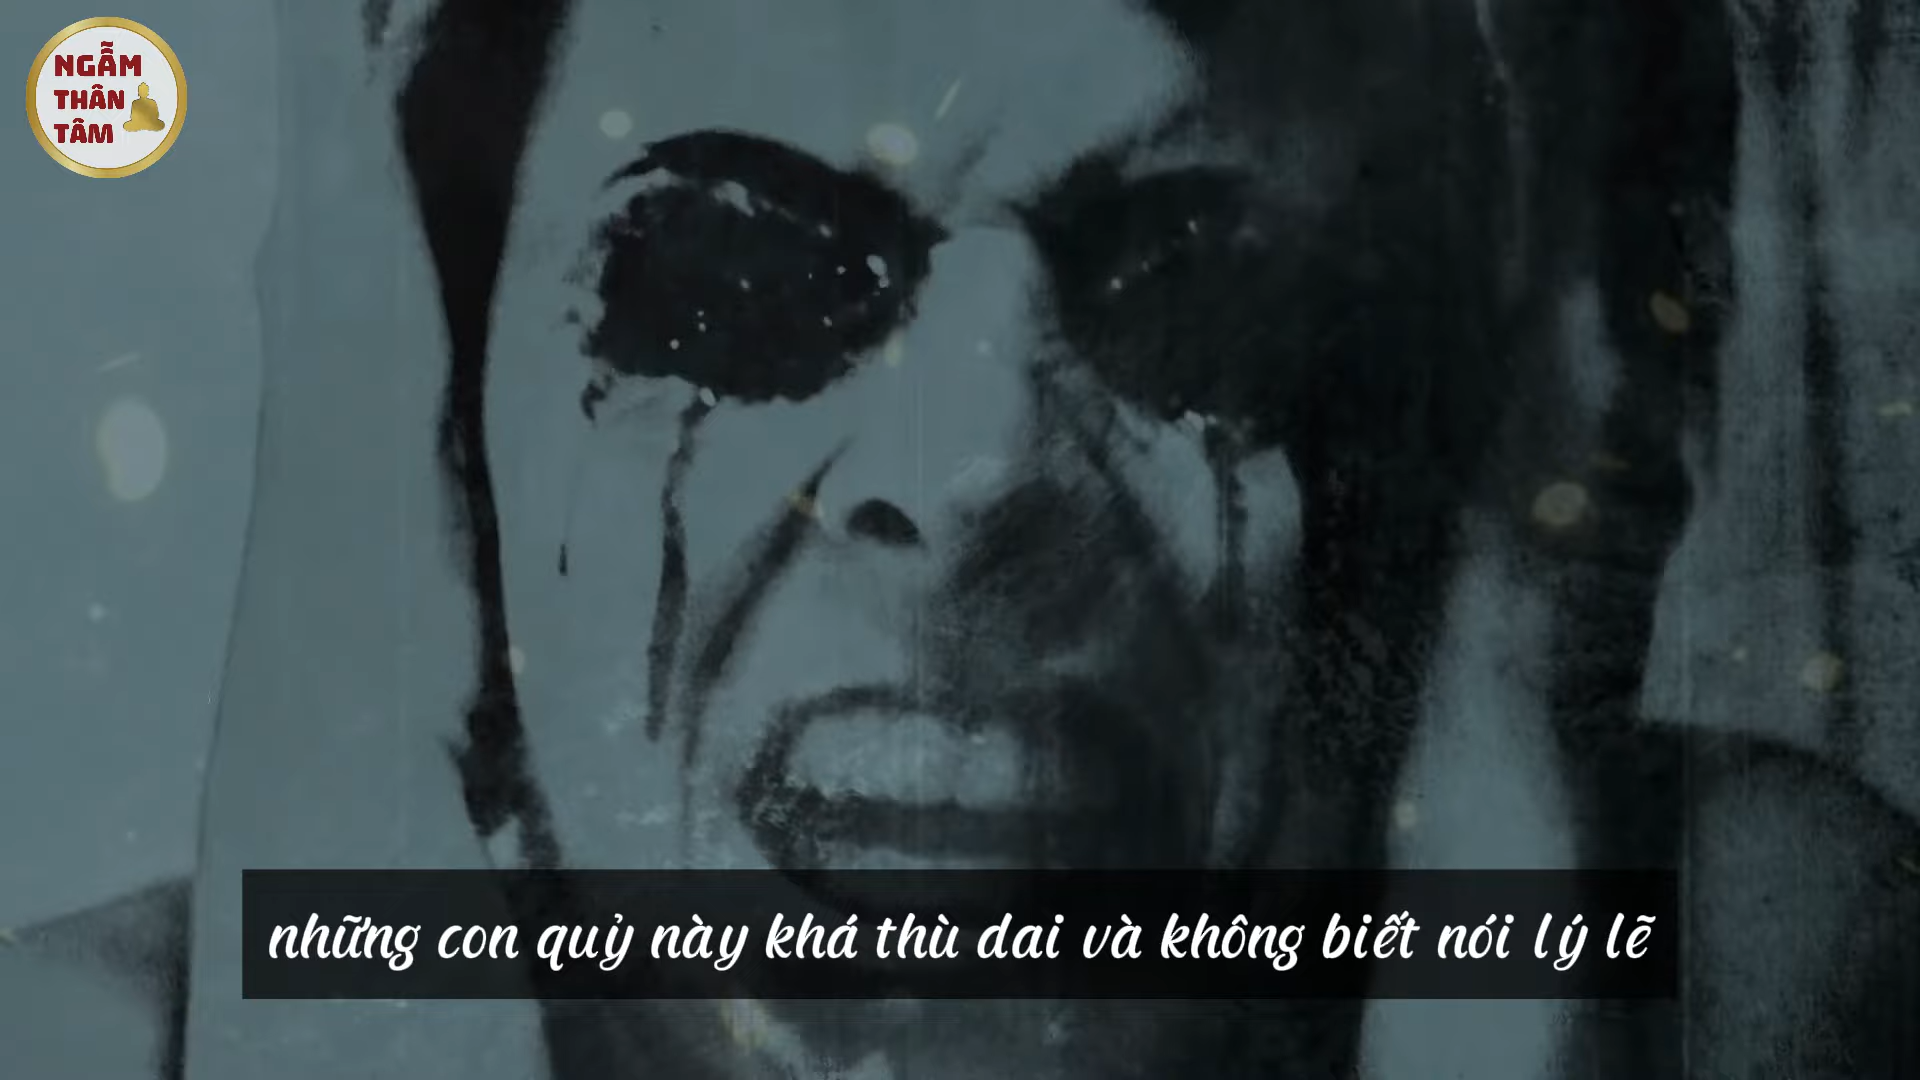 NGẪM
THÂN
TÂM
những con quỷ này khá thù dai và không biết nói lý lẽ